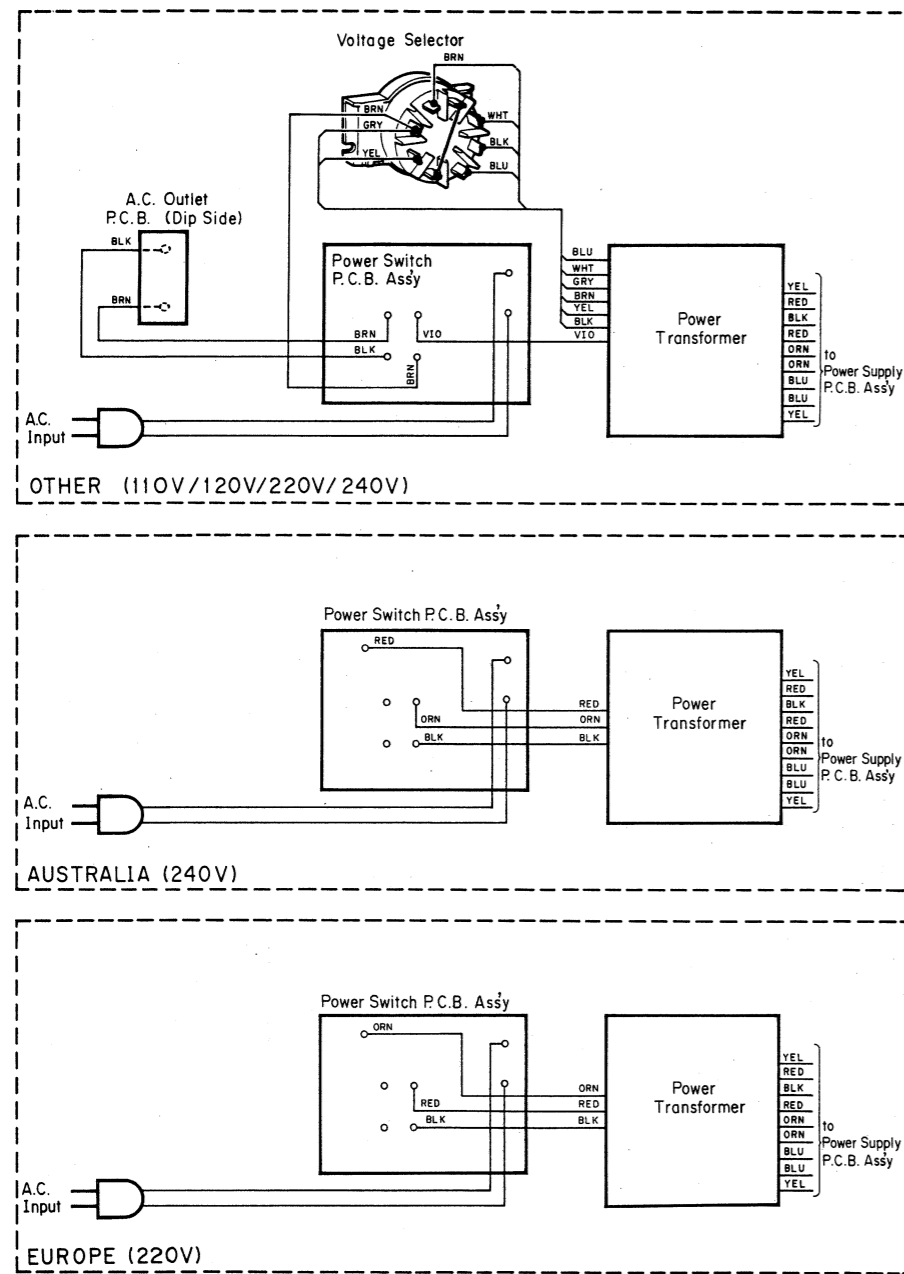 Voltage Selector
BRN
BRN
GRY
YEL
WHT
BLK
BLU
A.C. Outlet
P.C.B. (Dip Side)
BLK
BRN
Power Switch
P.C.B. Ass'y
BRN
BLK
VIO
BRN
BLU
WHT
GRY
BRN
YEL
BLK
VIO
Power
Transformer
YEL
RED
BLK
RED
ORN
ORN
BLU
BLU
YEL
to
Power Supply
P.C.B. Ass'y
A.C.
Input
OTHER (110V/120V/220V/240V)
Power Switch P.C.B. Ass'y
RED
ORN
BLK
RED
ORN
BLK
Power
Transformer
YEL
RED
BLK
RED
ORN
ORN
BLU
BLU
YEL
to
Power Supply
P.C.B. Ass'y
A.C.
Input
AUSTRALIA (240V)
Power Switch P.C.B. Ass'y
ORN
RED
BLK
ORN
RED
BLK
Power
Transformer
YEL
RED
BLK
RED
ORN
ORN
BLU
BLU
YEL
to
Power Supply
P.C.B. Ass'y
A.C.
Input
EUROPE (220V)